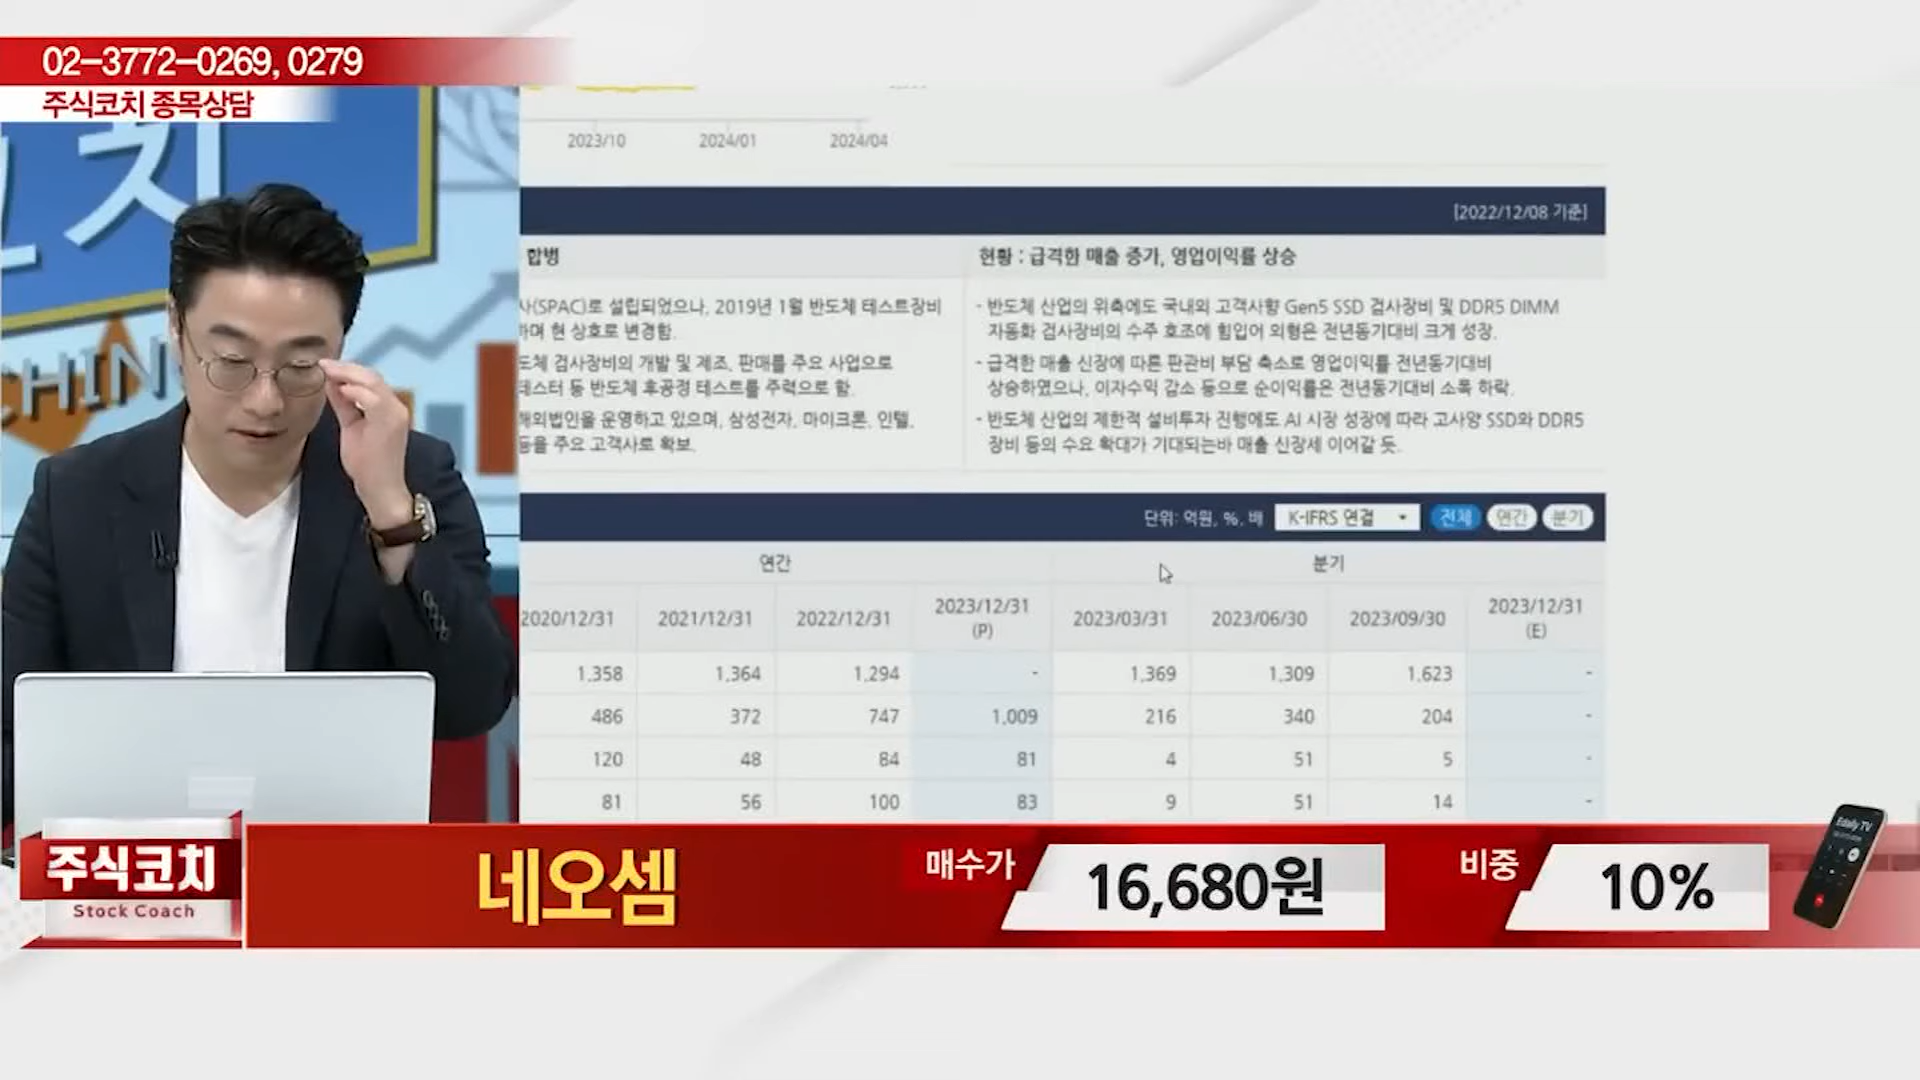 02-3772-0269, 0279
주식코치 종목상담
코치
CHIN
2023/10 2024/01 2024/04
[2022/12/08 기준]
합병
사(SPAC)로 설립되었으나, 2019년 1월 반도체 테스트장비
하며 현 상호로 변경함.
도체 검사장비의 개발 및 제조, 판매를 주요 사업으로
테스터 등 반도체 후공정 테스트를 주력으로 함.
해외법인을 운영하고 있으며, 삼성전자, 마이크론, 인텔,
등을 주요 고객사로 확보.
현황 : 급격한 매출 증가, 영업이익률 상승
- 반도체 산업의 위축에도 국내외 고객사향 Gen5 SSD 검사장비 및 DDR5 DIMM
자동화 검사장비의 수주 호조에 힘입어 외형은 전년동기대비 크게 성장.
- 급격한 매출 신장에 따른 판관비 부담 축소로 영업이익률 전년동기대비
상승하였으나, 이자수익 감소 등으로 순이익률은 전년동기대비 소폭 하락.
- 반도체 산업의 제한적 설비투자 진행에도 AI 시장 성장에 따라 고사양 SSD와 DDR5
장비 등의 수요 확대가 기대되는바 매출 신장세 이어갈 듯.
단위: 억원, %, 배 K-IFRS 연결 전체 연간 분기
연간 분기
2020/12/31 2021/12/31 2022/12/31 2023/12/31 (P) 2023/03/31 2023/06/30 2023/09/30 2023/12/31 (E)
1,358 1,364 1,294 - 1,369 1,309 1,623 -
486 372 747 1,009 216 340 204 -
120 48 84 81 4 51 5 -
81 56 100 83 9 51 14 -
주식코치
Stock Coach
네오셈
매수가 16,680원
비중 10%
Edaily TV